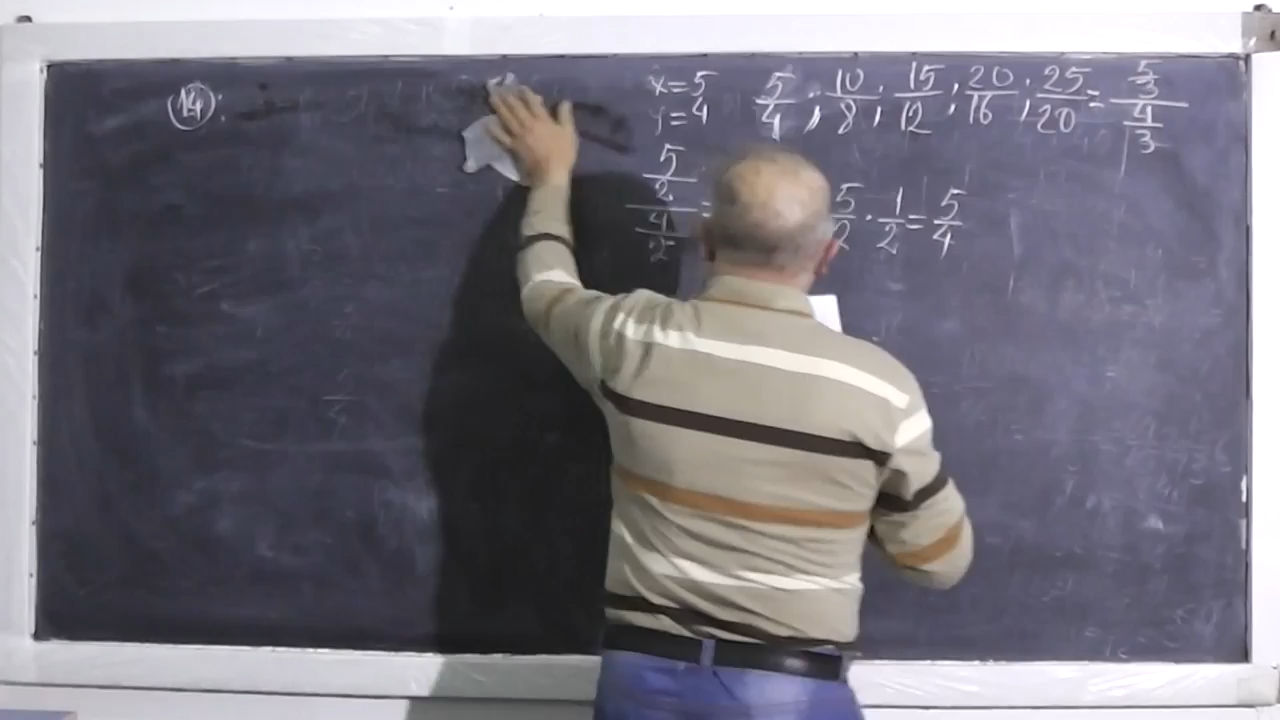 14:
x=5
y=4
5/4 ; 10/8 ; 15/12 ; 20/16 ; 25/20 = (5/3)/(4/3)
(5/2)/(4/2) = 5/2 · 1/2 = 5/4